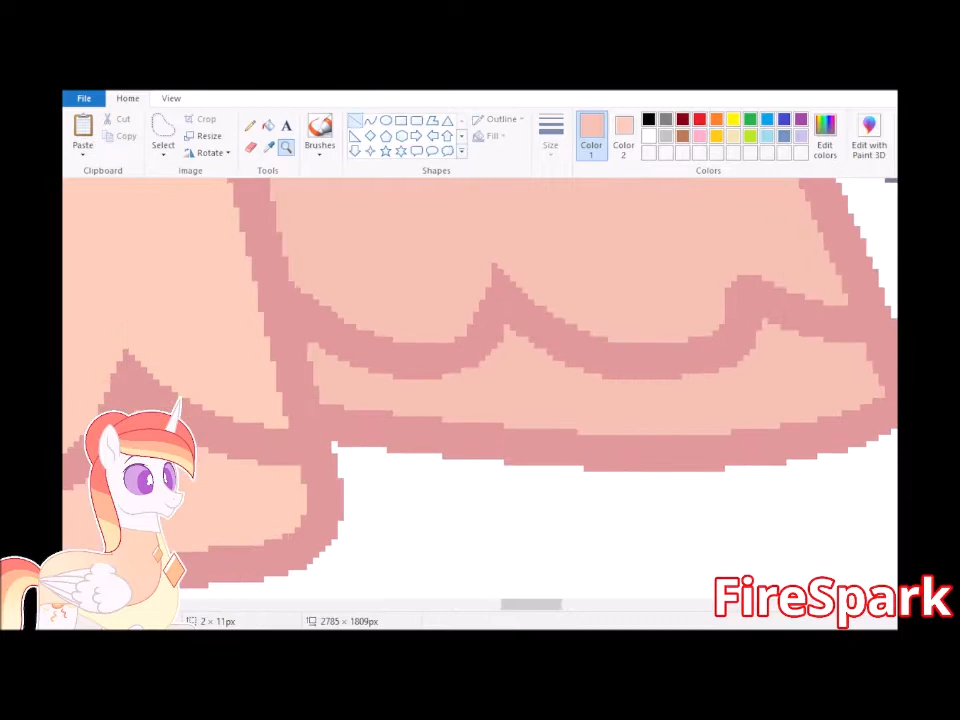 File Home View
Cut Crop Outline
Copy Resize Fill
Rotate
Paste Select Brushes Size Color Color Edit Edit with
1 2 colors Paint 3D
Clipboard Image Tools Shapes Colors
A
FireSpark
2 × 11px 2785 × 1809px